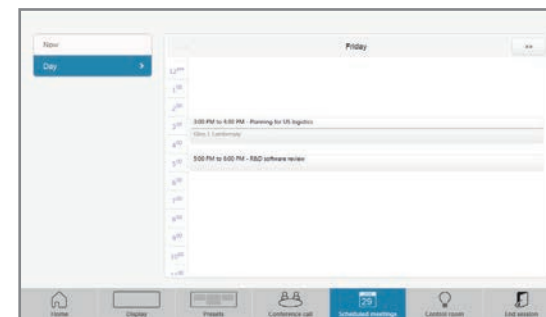 Now
Day
Friday
>>
12
1
2
3:00 PM to 4:00 PM - Planning for US logistics
3
4
5:00 PM to 6:00 PM - R&D software review
5
6
7
8
9
10
Home
Display
Presets
Conference call
29
Scheduled meetings
Control room
End session